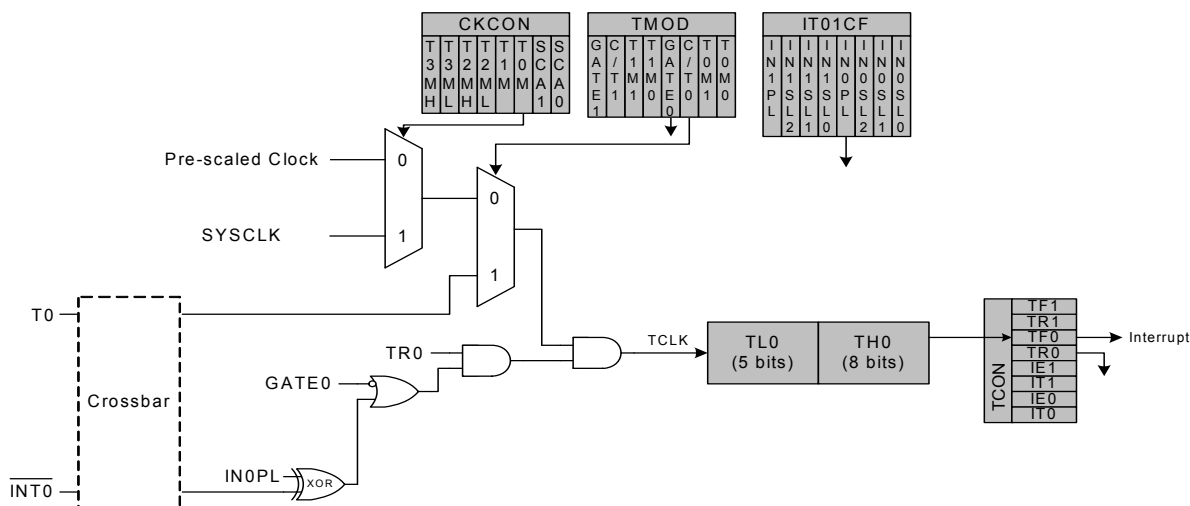 CKCON
T3MH T3ML T2MH T2ML T1M T0M SCA1 SCA0
TMOD
GATE1 C/T1 T1M1 T1M0 GATE0 C/T0 T0M1 T0M0
IT01CF
IN1PL IN1SL2 IN1SL1 IN1SL0 IN0PL IN0SL2 IN0SL1 IN0SL0
Pre-scaled Clock
0
SYSCLK
1
0
1
T0
Crossbar
INT0
TR0
GATE0
IN0PL
XOR
TCLK
TL0
(5 bits)
TH0
(8 bits)
TCON
TF1
TR1
TF0
TR0
IE1
IT1
IE0
IT0
Interrupt